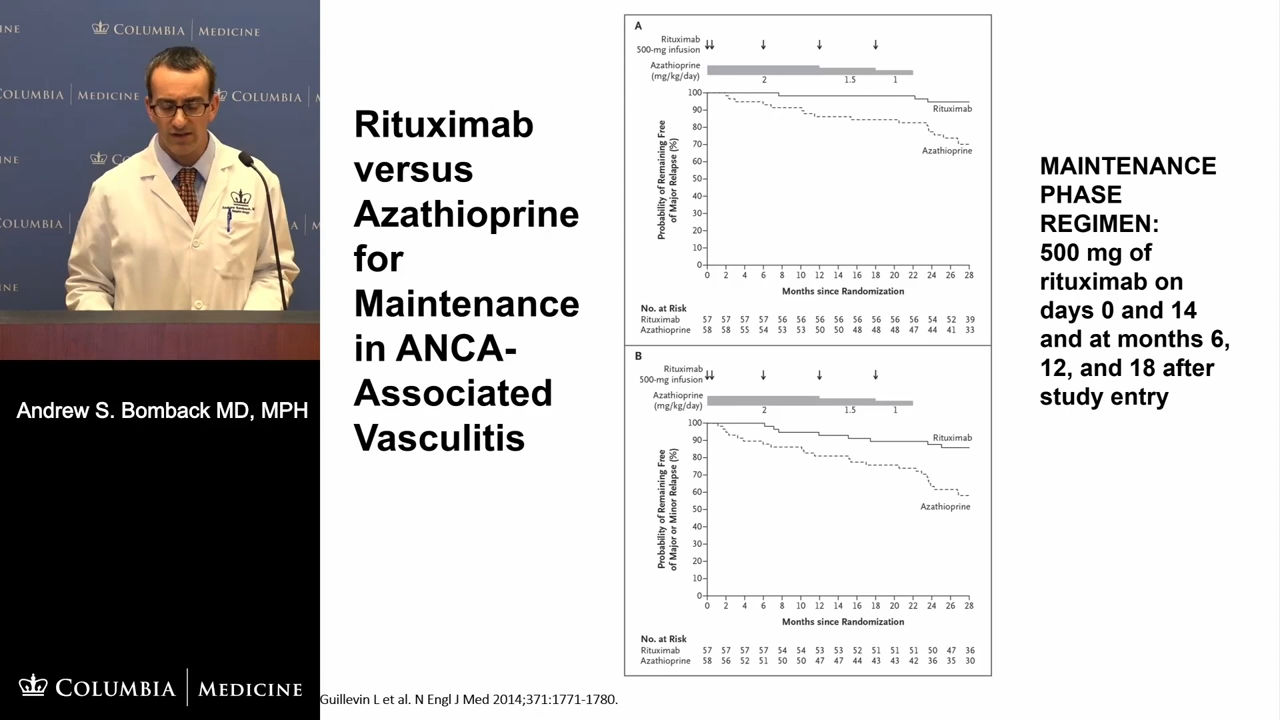 COLUMBIA | MEDICINE
COLUMBIA | MEDICINE
COLUMBIA
COLUMBIA
Andrew S. Bomback MD, MPH
COLUMBIA | MEDICINE
Rituximab
versus
Azathioprine
for
Maintenance
in ANCA-
Associated
Vasculitis
A
Rituximab
500-mg infusion
Azathioprine
(mg/kg/day)
2 1.5 1
Probability of Remaining Free
of Major Relapse (%)
100
90
80
70
60
50
40
30
20
10
0
Rituximab
Azathioprine
0 2 4 6 8 10 12 14 16 18 20 22 24 26 28
Months since Randomization
No. at Risk
Rituximab 57 57 57 57 56 56 56 56 56 56 56 56 54 52 39
Azathioprine 58 58 55 54 53 53 50 50 48 48 48 47 44 41 33
B
Rituximab
500-mg infusion
Azathioprine
(mg/kg/day)
2 1.5 1
Probability of Remaining Free
of Major or Minor Relapse (%)
100
90
80
70
60
50
40
30
20
10
0
Rituximab
Azathioprine
0 2 4 6 8 10 12 14 16 18 20 22 24 26 28
Months since Randomization
No. at Risk
Rituximab 57 57 57 57 54 54 53 53 52 51 51 51 50 47 36
Azathioprine 58 56 52 51 50 50 47 47 44 43 43 42 36 35 30
MAINTENANCE
PHASE
REGIMEN:
500 mg of
rituximab on
days 0 and 14
and at months 6,
12, and 18 after
study entry
Guillevin L et al. N Engl J Med 2014;371:1771-1780.